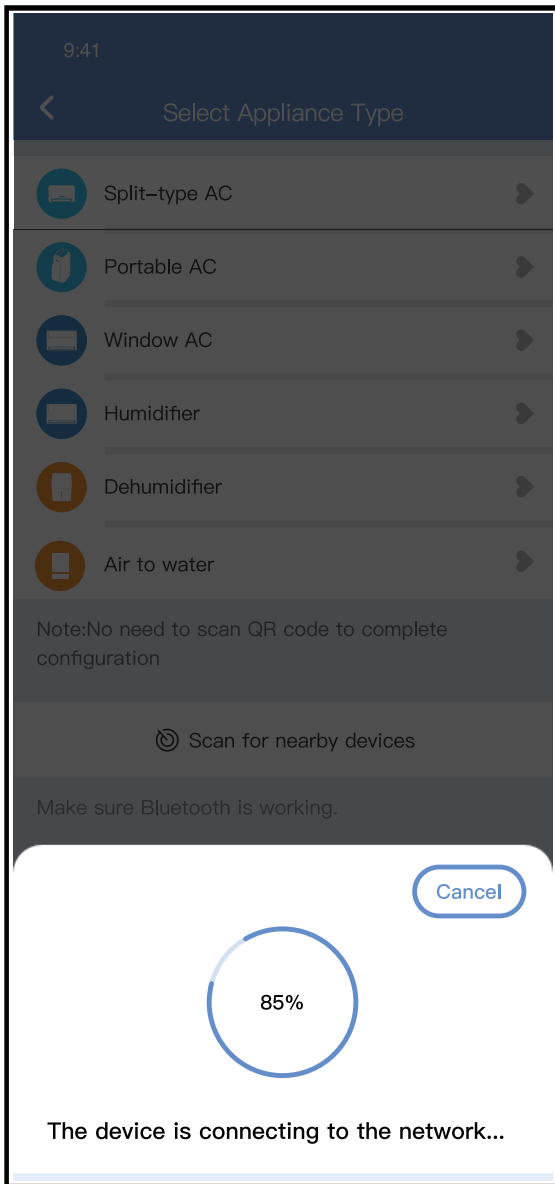 9:41
Select Appliance Type
Split-type AC
Portable AC
Window AC
Humidifier
Dehumidifier
Air to water
Note:No need to scan QR code to complete
configuration
Scan for nearby devices
Make sure Bluetooth is working.
Cancel
85%
The device is connecting to the network...